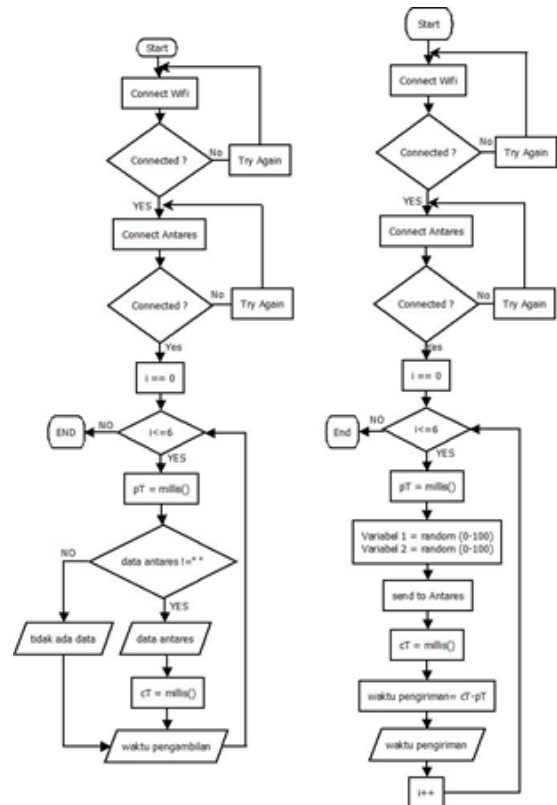 Start
Connect Wifi
Connected ?
No
Try Again
YES
Connect Antares
Connected ?
No
Try Again
Yes
i == 0
i<=6
NO
END
YES
pT = millis()
data antares !=" "
NO
YES
tidak ada data
data antares
cT = millis()
waktu pengambilan
Start
Connect Wifi
Connected ?
No
Try Again
YES
Connect Antares
Connected ?
No
Try Again
Yes
i == 0
i<=6
NO
End
YES
pT = millis()
Variabel 1 = random (0-100)
Variabel 2 = random (0-100)
send to Antares
cT = millis()
waktu pengiriman= cT-pT
waktu pengiriman
i++